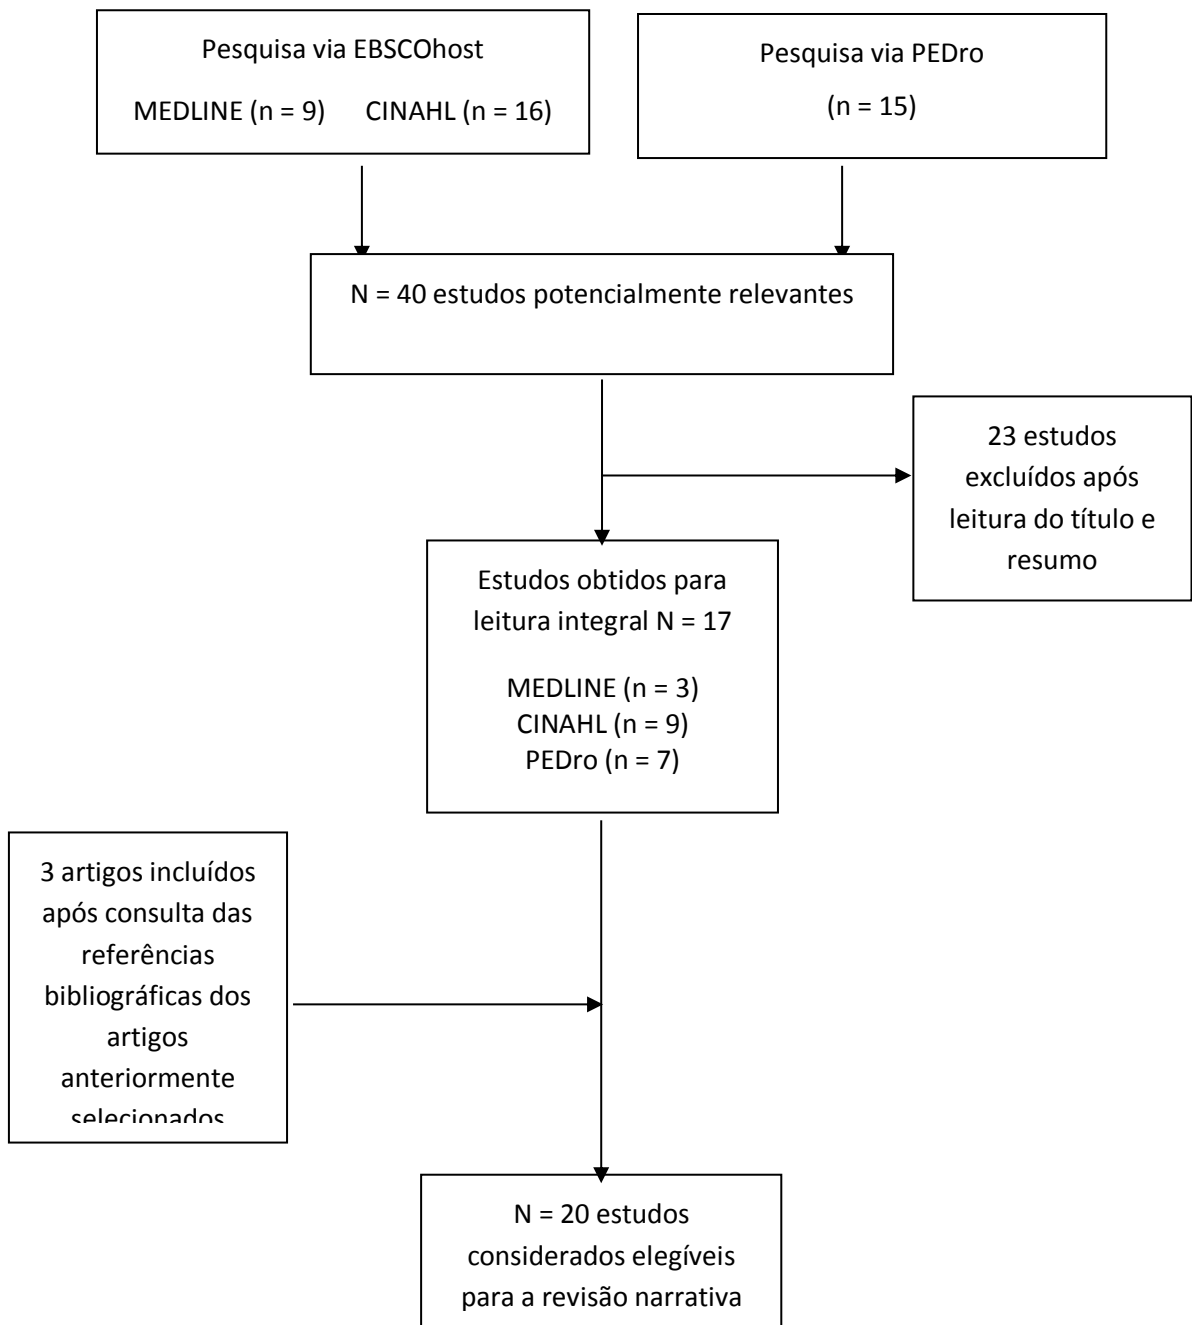 Pesquisa via EBSCOhost
MEDLINE (n = 9) CINAHL (n = 16)
Pesquisa via PEDro
(n = 15)
N = 40 estudos potencialmente relevantes
23 estudos
excluídos após
leitura do título e
resumo
Estudos obtidos para
leitura integral N = 17
MEDLINE (n = 3)
CINAHL (n = 9)
PEDro (n = 7)
3 artigos incluídos
após consulta das
referências
bibliográficas dos
artigos
anteriormente
selecionados
N = 20 estudos
considerados elegíveis
para a revisão narrativa